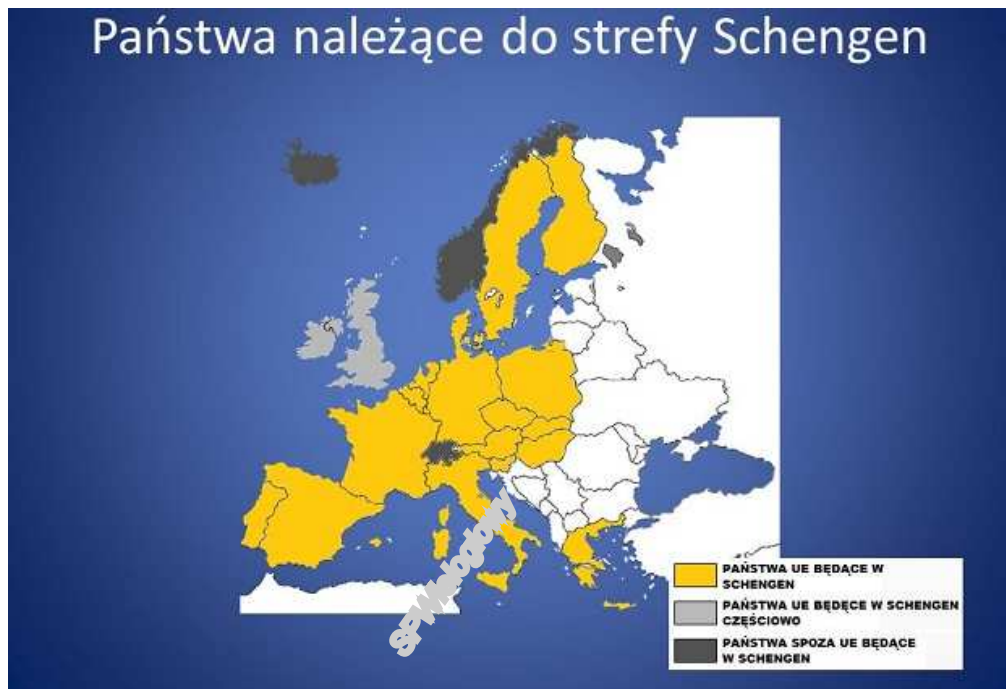 Państwa należące do strefy Schengen
SPWielogłowy
PAŃSTWA UE BĘDĄCE W
SCHENGEN
PAŃSTWA UE BĘDĘCE W SCHENGEN
CZĘŚCIOWO
PAŃSTWA SPOZA UE BĘDĄCE
W SCHENGEN